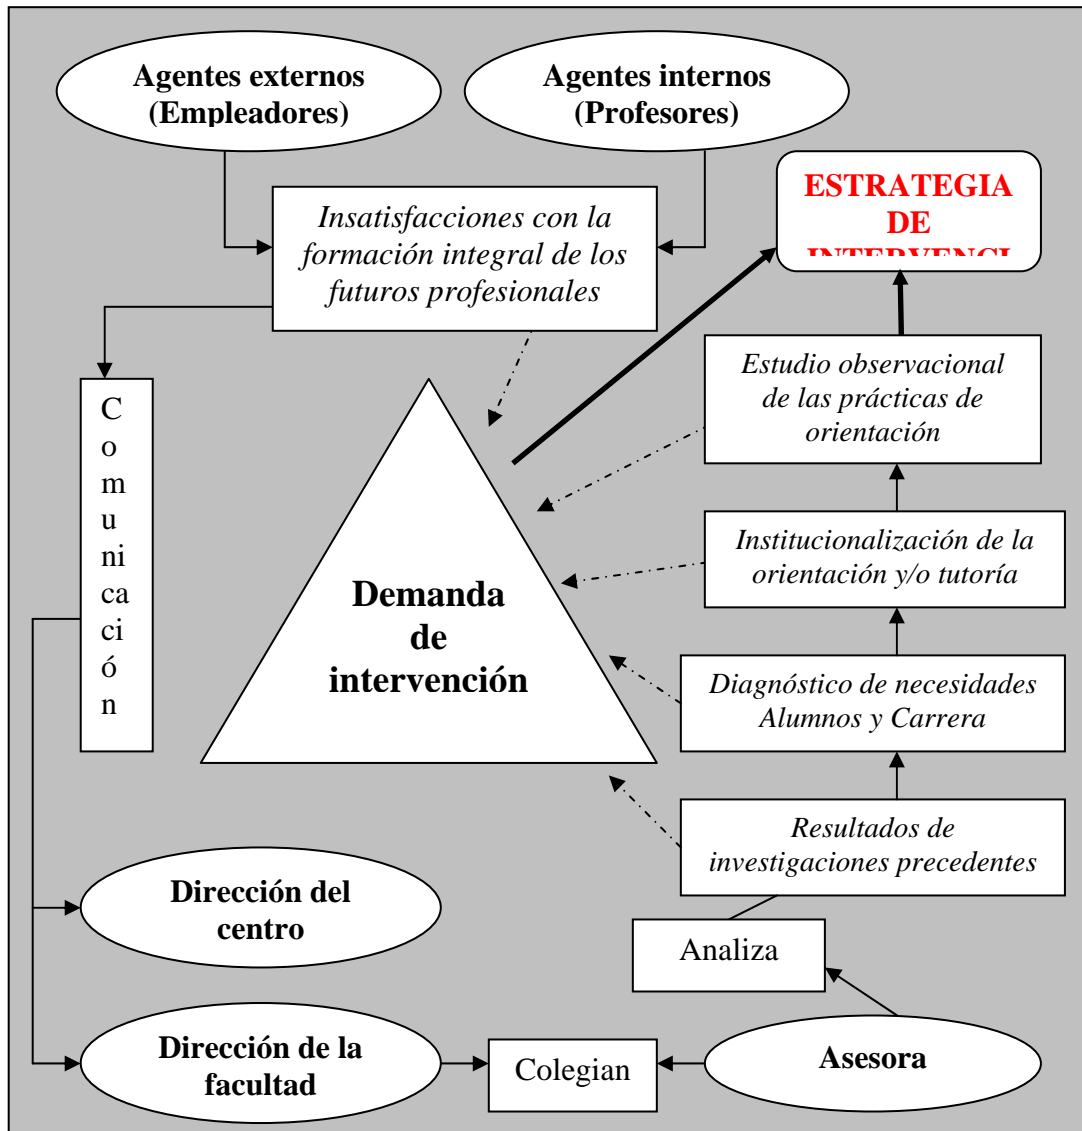 Agentes externos
(Empleadores)
Agentes internos
(Profesores)
ESTRATEGIA
DE
INTERVENCI
Insatisfacciones con la
formación integral de los
futuros profesionales
Estudio observacional
de las prácticas de
orientación
C
o
m
u
ni
ca
ci
ó
n
Institucionalización de la
orientación y/o tutoría
Demanda
de
intervención
Diagnóstico de necesidades
Alumnos y Carrera
Resultados de
investigaciones precedentes
Dirección del
centro
Analiza
Dirección de la
facultad
Colegian
Asesora